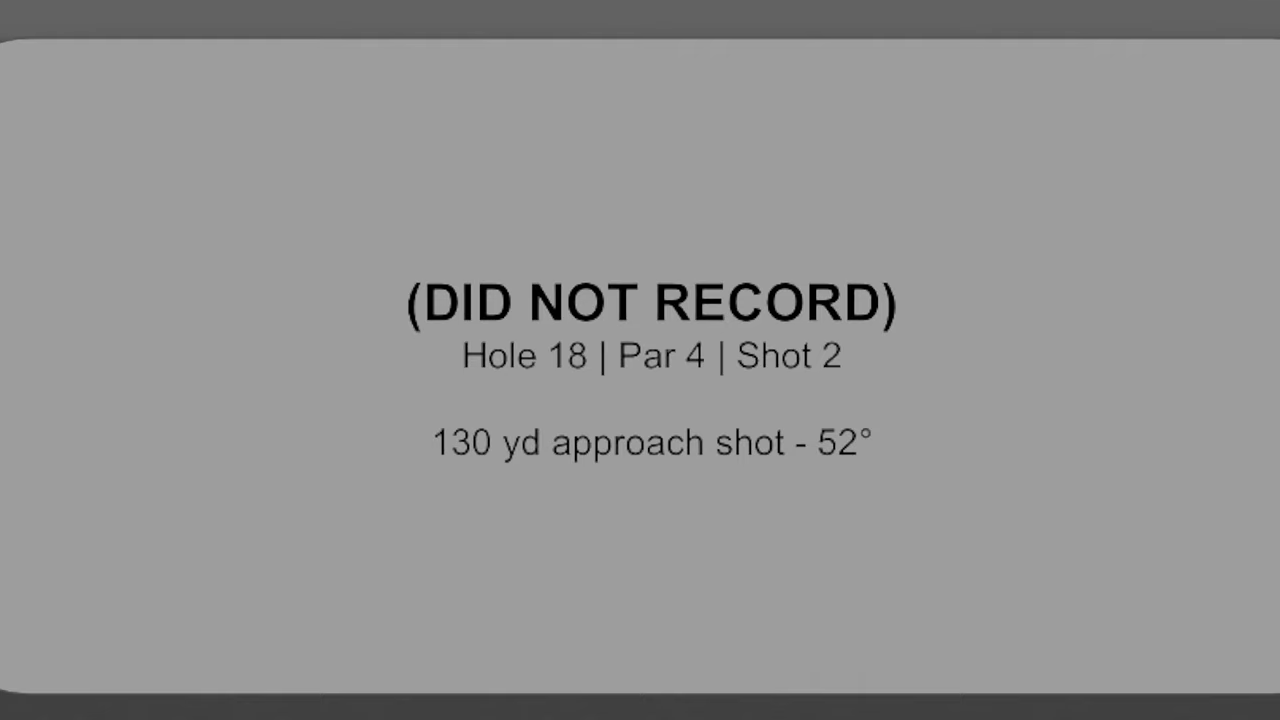 (DID NOT RECORD)
Hole 18 | Par 4 | Shot 2
130 yd approach shot - 52°